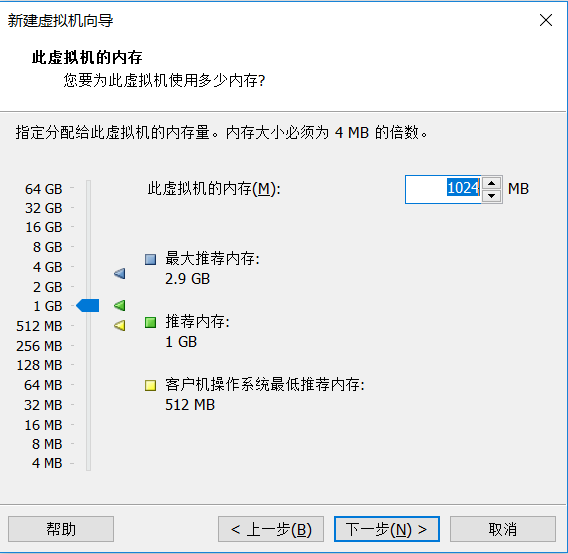 新建虚拟机向导
此虚拟机的内存
您要为此虚拟机使用多少内存?
指定分配给此虚拟机的内存量。内存大小必须为 4 MB 的倍数。
64 GB
32 GB
16 GB
8 GB
4 GB
2 GB
1 GB
512 MB
256 MB
128 MB
64 MB
32 MB
16 MB
8 MB
4 MB
此虚拟机的内存(M): 1024 MB
最大推荐内存:
2.9 GB
推荐内存:
1 GB
客户机操作系统最低推荐内存:
512 MB
帮助 < 上一步(B) 下一步(N) > 取消